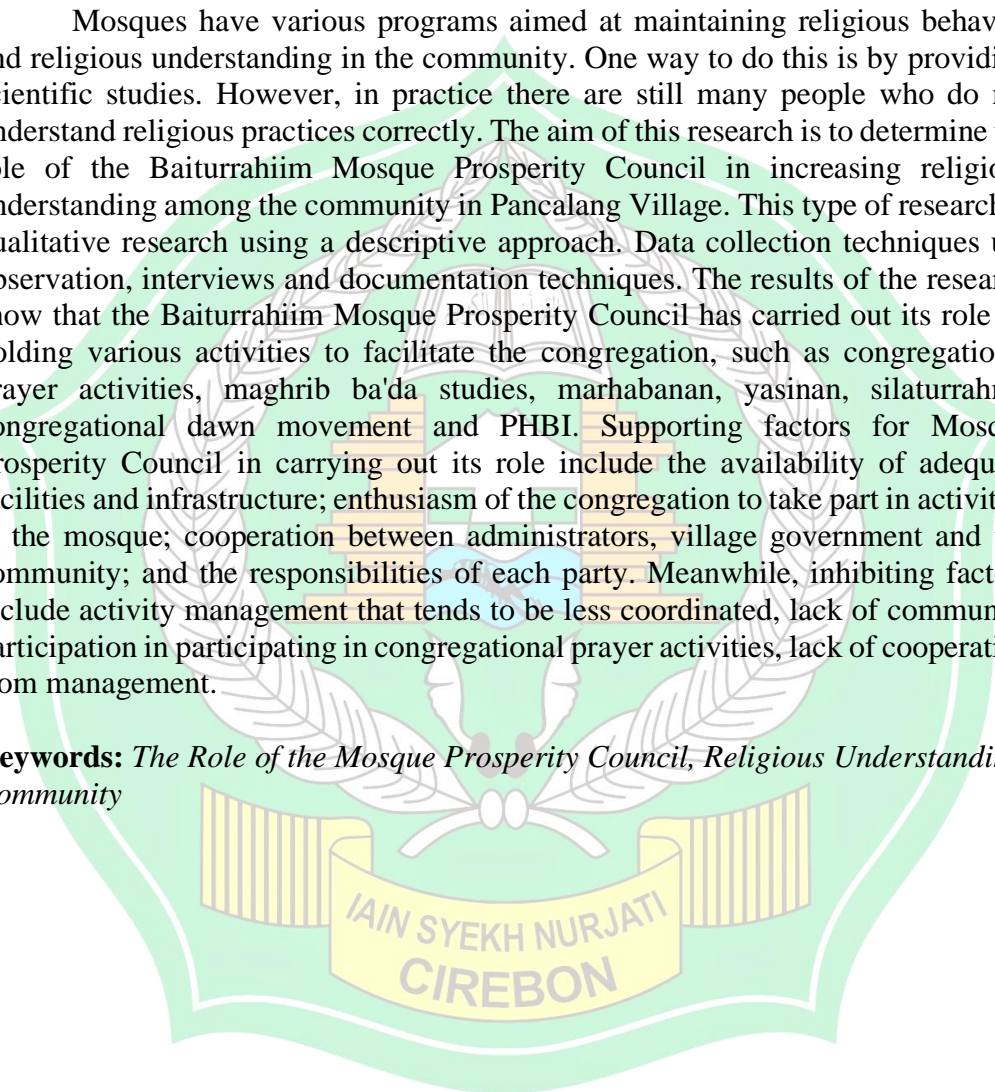 Mosques have various programs aimed at maintaining religious behav
nd religious understanding in the community. One way to do this is by providi
cientific studies. However, in practice there are still many people who do n
nderstand religious practices correctly. The aim of this research is to determine
ole of the Baiturrahiim Mosque Prosperity Council in increasing religio
nderstanding among the community in Pancalang Village. This type of research
ualitative research using a descriptive approach. Data collection techniques u
bservation, interviews and documentation techniques. The results of the resear
how that the Baiturrahiim Mosque Prosperity Council has carried out its role
olding various activities to facilitate the congregation, such as congregation
rayer activities, maghrib ba'da studies, marhabanan, yasinan, silaturrahm
ongregational dawn movement and PHBI. Supporting factors for Mosq
rosperity Council in carrying out its role include the availability of adequ
acilities and infrastructure; enthusiasm of the congregation to take part in activit
the mosque; cooperation between administrators, village government and
ommunity; and the responsibilities of each party. Meanwhile, inhibiting facto
clude activity management that tends to be less coordinated, lack of commun
articipation in participating in congregational prayer activities, lack of cooperati
om management.
eywords: The Role of the Mosque Prosperity Council, Religious Understandi
ommunity
IAIN SYEKH NURJATI
CIREBON